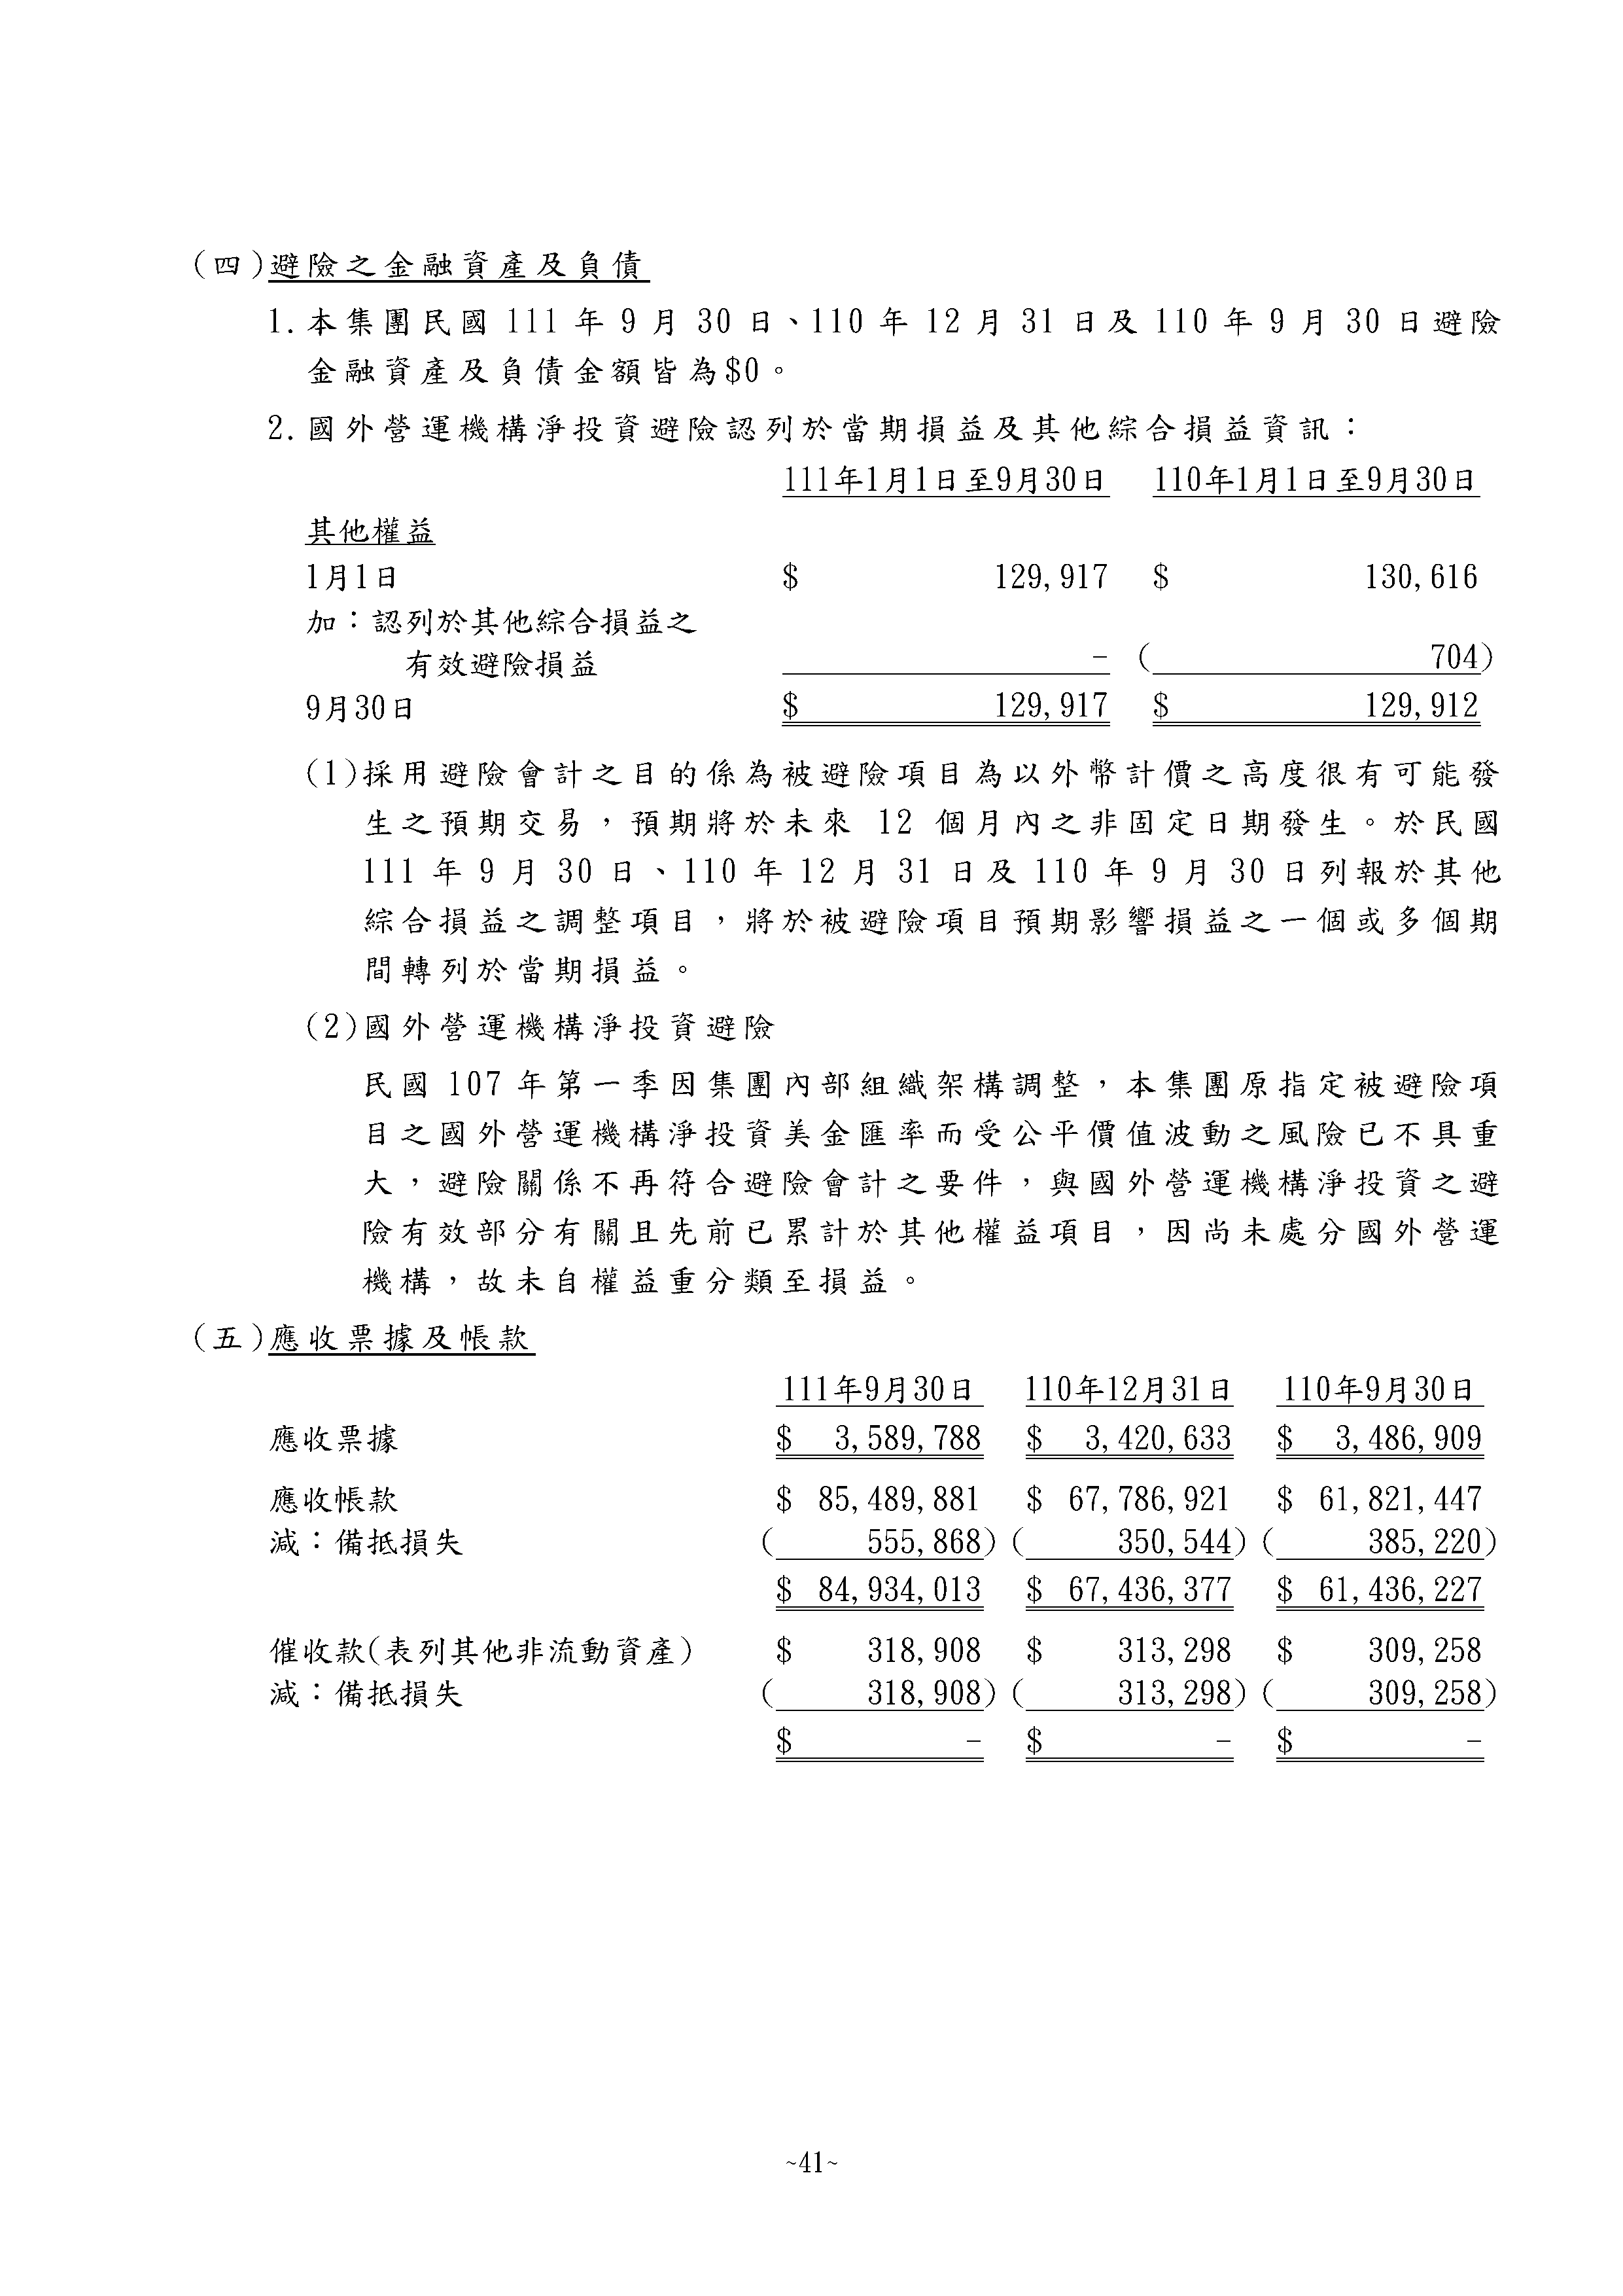 (四)避險之金融資產及負債
1.本集團民國 111 年 9 月 30 日、110 年 12 月 31 日及 110 年 9 月 30 日避險
金融資產及負債金額皆為$0。
2.國外營運機構淨投資避險認列於當期損益及其他綜合損益資訊：
111年1月1日至9月30日 110年1月1日至9月30日
其他權益
1月1日 $ 129,917 $ 130,616
加：認列於其他綜合損益之
有效避險損益 - ( 704)
9月30日 $ 129,917 $ 129,912
(1)採用避險會計之目的係為被避險項目為以外幣計價之高度很有可能發
生之預期交易，預期將於未來 12 個月內之非固定日期發生。於民國
111 年 9 月 30 日、110 年 12 月 31 日及 110 年 9 月 30 日列報於其他
綜合損益之調整項目，將於被避險項目預期影響損益之一個或多個期
間轉列於當期損益。
(2)國外營運機構淨投資避險
民國 107 年第一季因集團內部組織架構調整，本集團原指定被避險項
目之國外營運機構淨投資美金匯率而受公平價值波動之風險已不具重
大，避險關係不再符合避險會計之要件，與國外營運機構淨投資之避
險有效部分有關且先前已累計於其他權益項目，因尚未處分國外營運
機構，故未自權益重分類至損益。
(五)應收票據及帳款
111年9月30日 110年12月31日 110年9月30日
應收票據 $ 3,589,788 $ 3,420,633 $ 3,486,909
應收帳款 $ 85,489,881 $ 67,786,921 $ 61,821,447
減：備抵損失 ( 555,868) ( 350,544) ( 385,220)
$ 84,934,013 $ 67,436,377 $ 61,436,227
催收款(表列其他非流動資產) $ 318,908 $ 313,298 $ 309,258
減：備抵損失 ( 318,908) ( 313,298) ( 309,258)
$ - $ - $ -
~41~